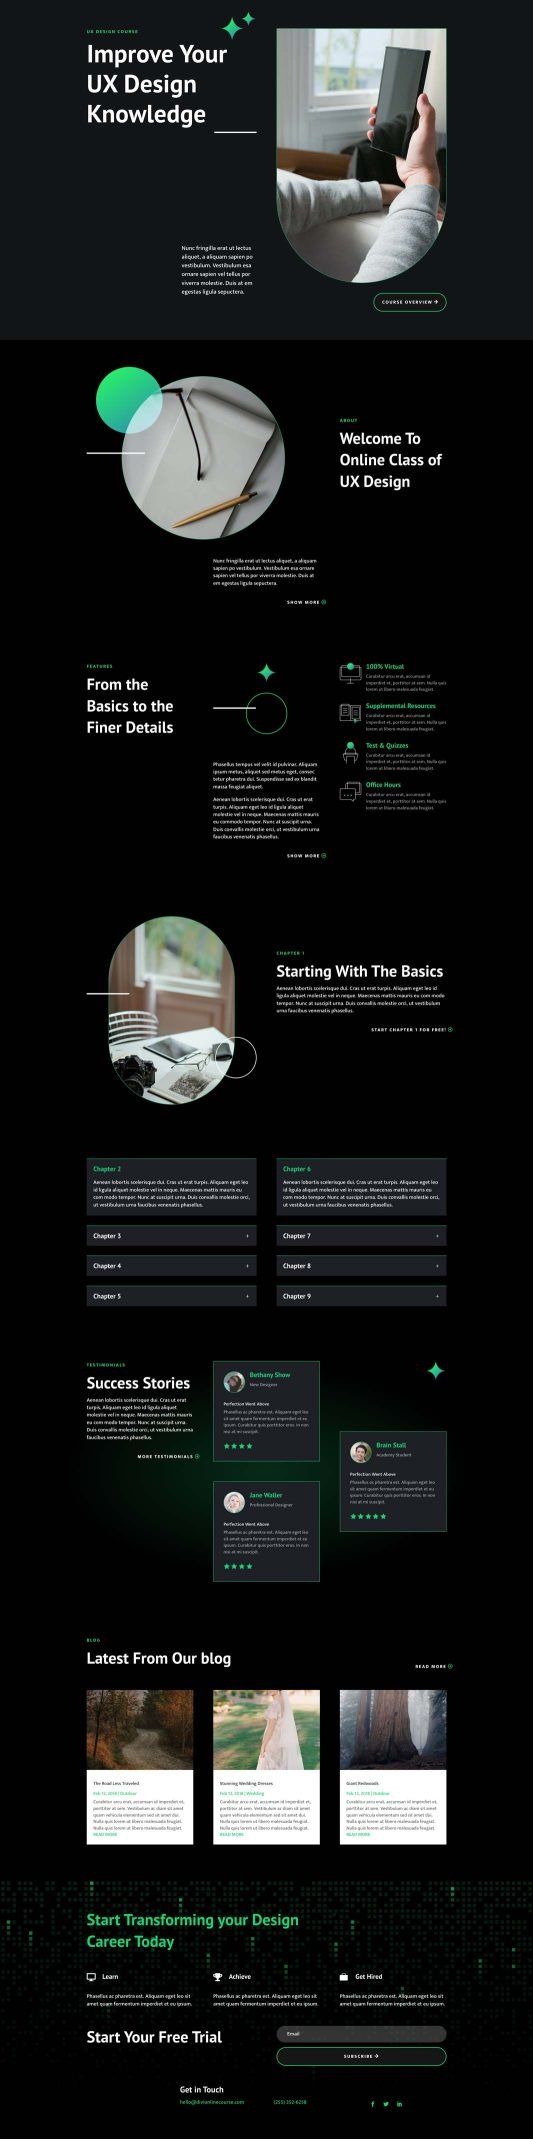 UX DESIGN COURSE
Improve Your
UX Design
Knowledge
Nunc fringilla erat ut lectus
aliquet, a aliquam sapien po
vestibulum. Vestibulum esa
ornare sapien vel tellus por
viverra molestie. Duis at em
egestas ligula sepuctera.
COURSE OVERVIEW
ABOUT
Welcome To
Online Class of
UX Design
Nunc fringilla erat ut lectus aliquet, a aliquam
sapien po vestibulum. Vestibulum esa ornare
sapien vel tellus por viverra molestie. Duis at
em egestas ligula sepuctera.
SHOW MORE
FEATURES
From the
Basics to the
Finer Details
Phasellus tempus vel velit id pulvinar. Aliquam
ipsum metus, aliquet sed metus eget, consec
tetur pharetra dui. Suspendisse sed ex blandit
massa feugiat aliquet.
Aenean lobortis scelerisque dui. Cras ut erat
turpis. Aliquam eget leo id ligula aliquet
molestie vel in neque. Maecenas mattis mauris
eu commodo tempor. Nunc at suscipit urna.
Duis convallis molestie orci, ut vestibulum urna
faucibus venenatis phasellus.
SHOW MORE
100% Virtual
Curabitur arcu erat, accumsan id
imperdiet et, porttitor at sem. Nulla quis
lorem ut libero malesuada feugiat.
Supplemental Resources
Curabitur arcu erat, accumsan id
imperdiet et, porttitor at sem. Nulla quis
lorem ut libero malesuada feugiat.
Test & Quizzes
Curabitur arcu erat, accumsan id
imperdiet et, porttitor at sem. Nulla quis
lorem ut libero malesuada feugiat.
Office Hours
Curabitur arcu erat, accumsan id
imperdiet et, porttitor at sem. Nulla quis
lorem ut libero malesuada feugiat.
CHAPTER 1
Starting With The Basics
Aenean lobortis scelerisque dui. Cras ut erat turpis. Aliquam eget leo id
ligula aliquet molestie vel in neque. Maecenas mattis mauris eu com modo
tempor. Nunc at suscipit urna. Duis convallis molestie orci, ut vestibulum
urna faucibus venenatis phasellus.
START CHAPTER 1 FOR FREE!
Chapter 2
Aenean lobortis scelerisque dui. Cras ut erat turpis. Aliquam eget leo
id ligula aliquet molestie vel in neque. Maecenas mattis mauris eu
com modo tempor. Nunc at suscipit urna. Duis convallis molestie orci,
ut vestibulum urna faucibus venenatis phasellus.
Chapter 3 +
Chapter 4 +
Chapter 5 +
Chapter 6
Aenean lobortis scelerisque dui. Cras ut erat turpis. Aliquam eget leo
id ligula aliquet molestie vel in neque. Maecenas mattis mauris eu
com modo tempor. Nunc at suscipit urna. Duis convallis molestie orci,
ut vestibulum urna faucibus venenatis phasellus.
Chapter 7 +
Chapter 8 +
Chapter 9 +
TESTIMONIALS
Success Stories
Aenean lobortis scelerisque dui. Cras ut erat
turpis. Aliquam eget leo id ligula aliquet
molestie vel in neque. Maecenas mattis mauris
eu com modo tempor. Nunc at suscipit urna.
Duis convallis molestie orci, ut vestibulum urna
faucibus venenatis phasellus.
MORE TESTIMONIALS
Bethany Show
New Designer
Perfection Went Above
Phasellus ac pharetra est. Aliquam eget leo
sit amet quam fermentum imperdiet et eu
ipsum. Curabitur quis porttitor eros. In non
nisi at mi suscipit.
Brain Stall
Academy Student
Perfection Went Above
Phasellus ac pharetra est. Aliquam eget leo
sit amet quam fermentum imperdiet et eu
ipsum. Curabitur quis porttitor eros. In non
nisi at mi suscipit.
Jane Waller
Professional Designer
Perfection Went Above
Phasellus ac pharetra est. Aliquam eget leo
sit amet quam fermentum imperdiet et eu
ipsum. Curabitur quis porttitor eros. In non
nisi at mi suscipit.
BLOG
Latest From Our blog
READ MORE
The Road Less Traveled
Feb 12, 2018 | Outdoor
Curabitur arcu erat, accumsan id imperdiet et,
porttitor at sem. Vestibulum ac diam sit amet
quam vehicula elementum sed sit amet dui.
Nulla quis lorem ut libero malesuada feugiat.
Nulla quis lorem ut libero malesuada feugiat.
READ MORE
Stunning Wedding Dresses
Feb 12, 2018 | Wedding
Curabitur arcu erat, accumsan id imperdiet et,
porttitor at sem. Vestibulum ac diam sit amet
quam vehicula elementum sed sit amet dui.
Nulla quis lorem ut libero malesuada feugiat.
Nulla quis lorem ut libero malesuada feugiat.
READ MORE
Giant Redwoods
Feb 12, 2018 | Outdoor
Curabitur arcu erat, accumsan id imperdiet et,
porttitor at sem. Vestibulum ac diam sit amet
quam vehicula elementum sed sit amet dui.
Nulla quis lorem ut libero malesuada feugiat.
Nulla quis lorem ut libero malesuada feugiat.
READ MORE
Start Transforming your Design
Career Today
Learn
Phasellus ac pharetra est. Aliquam eget leo sit
amet quam fermentum imperdiet et eu ipsum.
Achieve
Phasellus ac pharetra est. Aliquam eget leo sit
amet quam fermentum imperdiet et eu ipsum.
Get Hired
Phasellus ac pharetra est. Aliquam eget leo sit
amet quam fermentum imperdiet et eu ipsum.
Start Your Free Trial
Email
SUBSCRIBE
Get in Touch
hello@divionlinecourse.com
(255) 352-6258